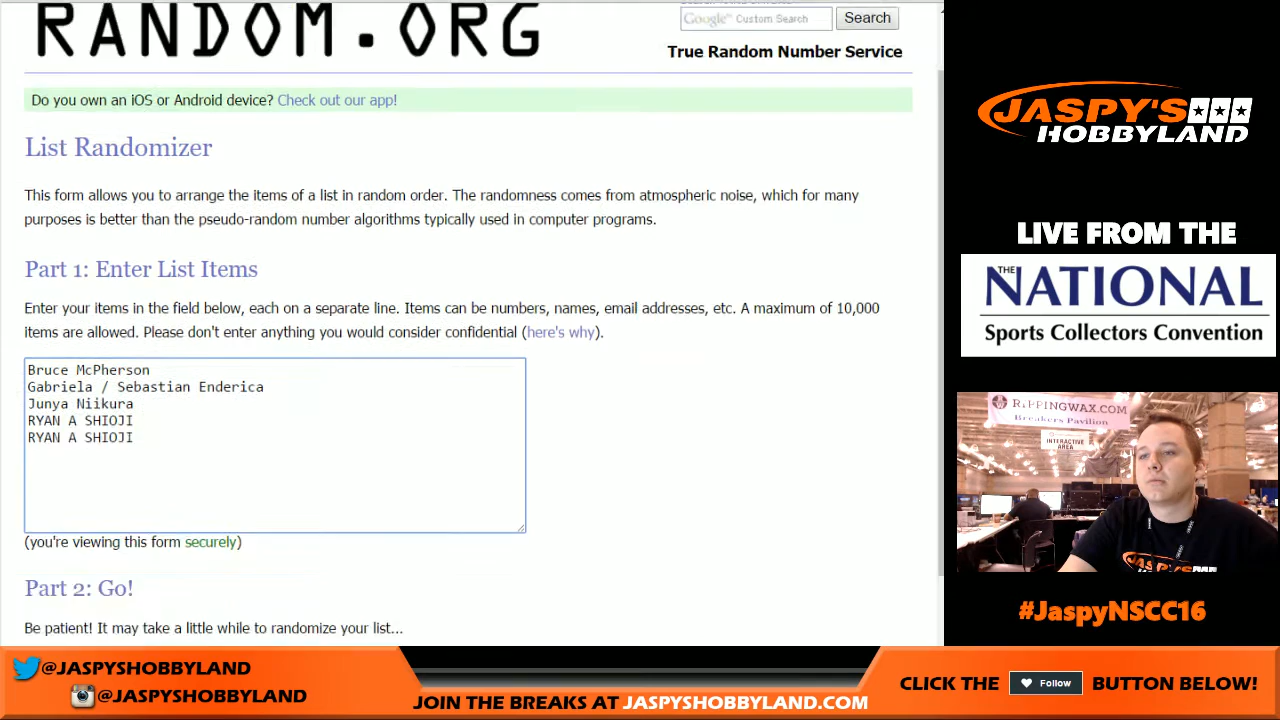 RANDOM.ORG
Google™ Custom Search
Search
True Random Number Service
Do you own an iOS or Android device? Check out our app!
List Randomizer
This form allows you to arrange the items of a list in random order. The randomness comes from atmospheric noise, which for many
purposes is better than the pseudo-random number algorithms typically used in computer programs.
Part 1: Enter List Items
Enter your items in the field below, each on a separate line. Items can be numbers, names, email addresses, etc. A maximum of 10,000
items are allowed. Please don't enter anything you would consider confidential (here's why).
Bruce McPherson
Gabriela / Sebastian Enderica
Junya Niikura
RYAN A SHIOJI
RYAN A SHIOJI
(you're viewing this form securely)
Part 2: Go!
Be patient! It may take a little while to randomize your list...
JASPY'S
HOBBYLAND
LIVE FROM THE
THE NATIONAL
Sports Collectors Convention
RIPPINGWAX.COM
Breakers Pavilion
INTERACTIVE
AREA
#JaspyNSCC16
@JASPYSHOBBYLAND
@JASPYSHOBBYLAND
JOIN THE BREAKS AT JASPYSHOBBYLAND.COM
CLICK THE Follow BUTTON BELOW!